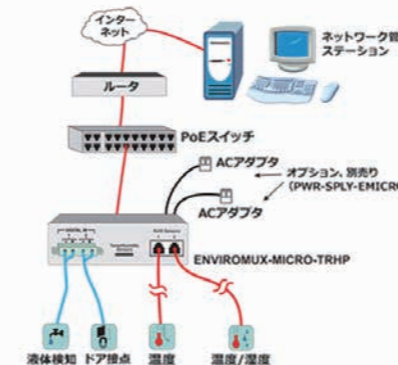 インター
ネット
ネットワーク管
ステーション
ルータ
PoEスイッチ
ACアダプタ
オプション、別売り
(PWR-SPLY-EMICRO
ACアダプタ
DIGITAL IN
ENVIROMUX-MICRO-TRHP
液体検知
ドア接点
温度
温度/湿度